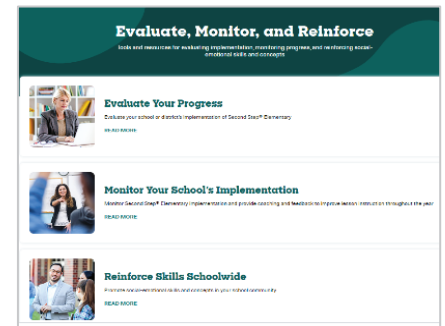 Evaluate, Monitor, and Reinforce
tools and resources for evaluating implementation, monitoring progress, and reinforcing social-
emotional skills and concepts
Evaluate Your Progress
Evaluate your school or district's implementation of Second Step® Elementary
READ MORE
Monitor Your School's Implementation
Monitor Second Step® Elementary implementation and provide coaching and feedback to improve lesson instruction throughout the year
READ MORE
Reinforce Skills Schoolwide
Promote social-emotional skills and concepts in your school community
READ MORE